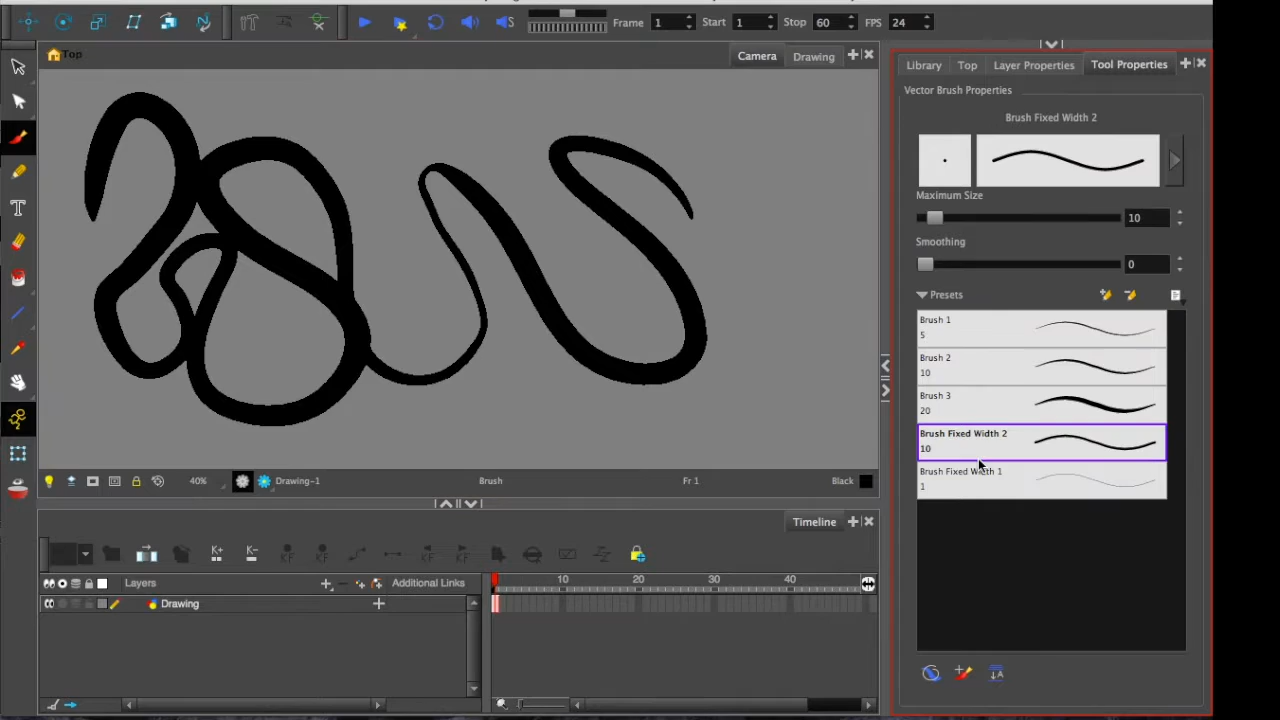 Frame 1 Start 1 Stop 60 FPS 24
Top Camera Drawing
Library Top Layer Properties Tool Properties
Vector Brush Properties
Brush Fixed Width 2
Maximum Size
10
Smoothing
0
Presets
Brush 1
5
Brush 2
10
Brush 3
20
Brush Fixed Width 2
10
Brush Fixed Width 1
1
40% Drawing-1 Brush Fr 1 Black
Timeline
K+ K-
Layers Additional Links 10 20 30 40
Drawing